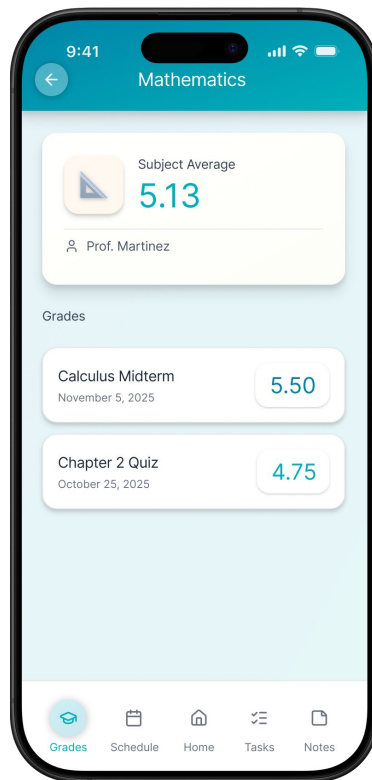 9:41
Mathematics
Subject Average
5.13
Prof. Martinez
Grades
Calculus Midterm
November 5, 2025
5.50
Chapter 2 Quiz
October 25, 2025
4.75
Grades Schedule Home Tasks Notes